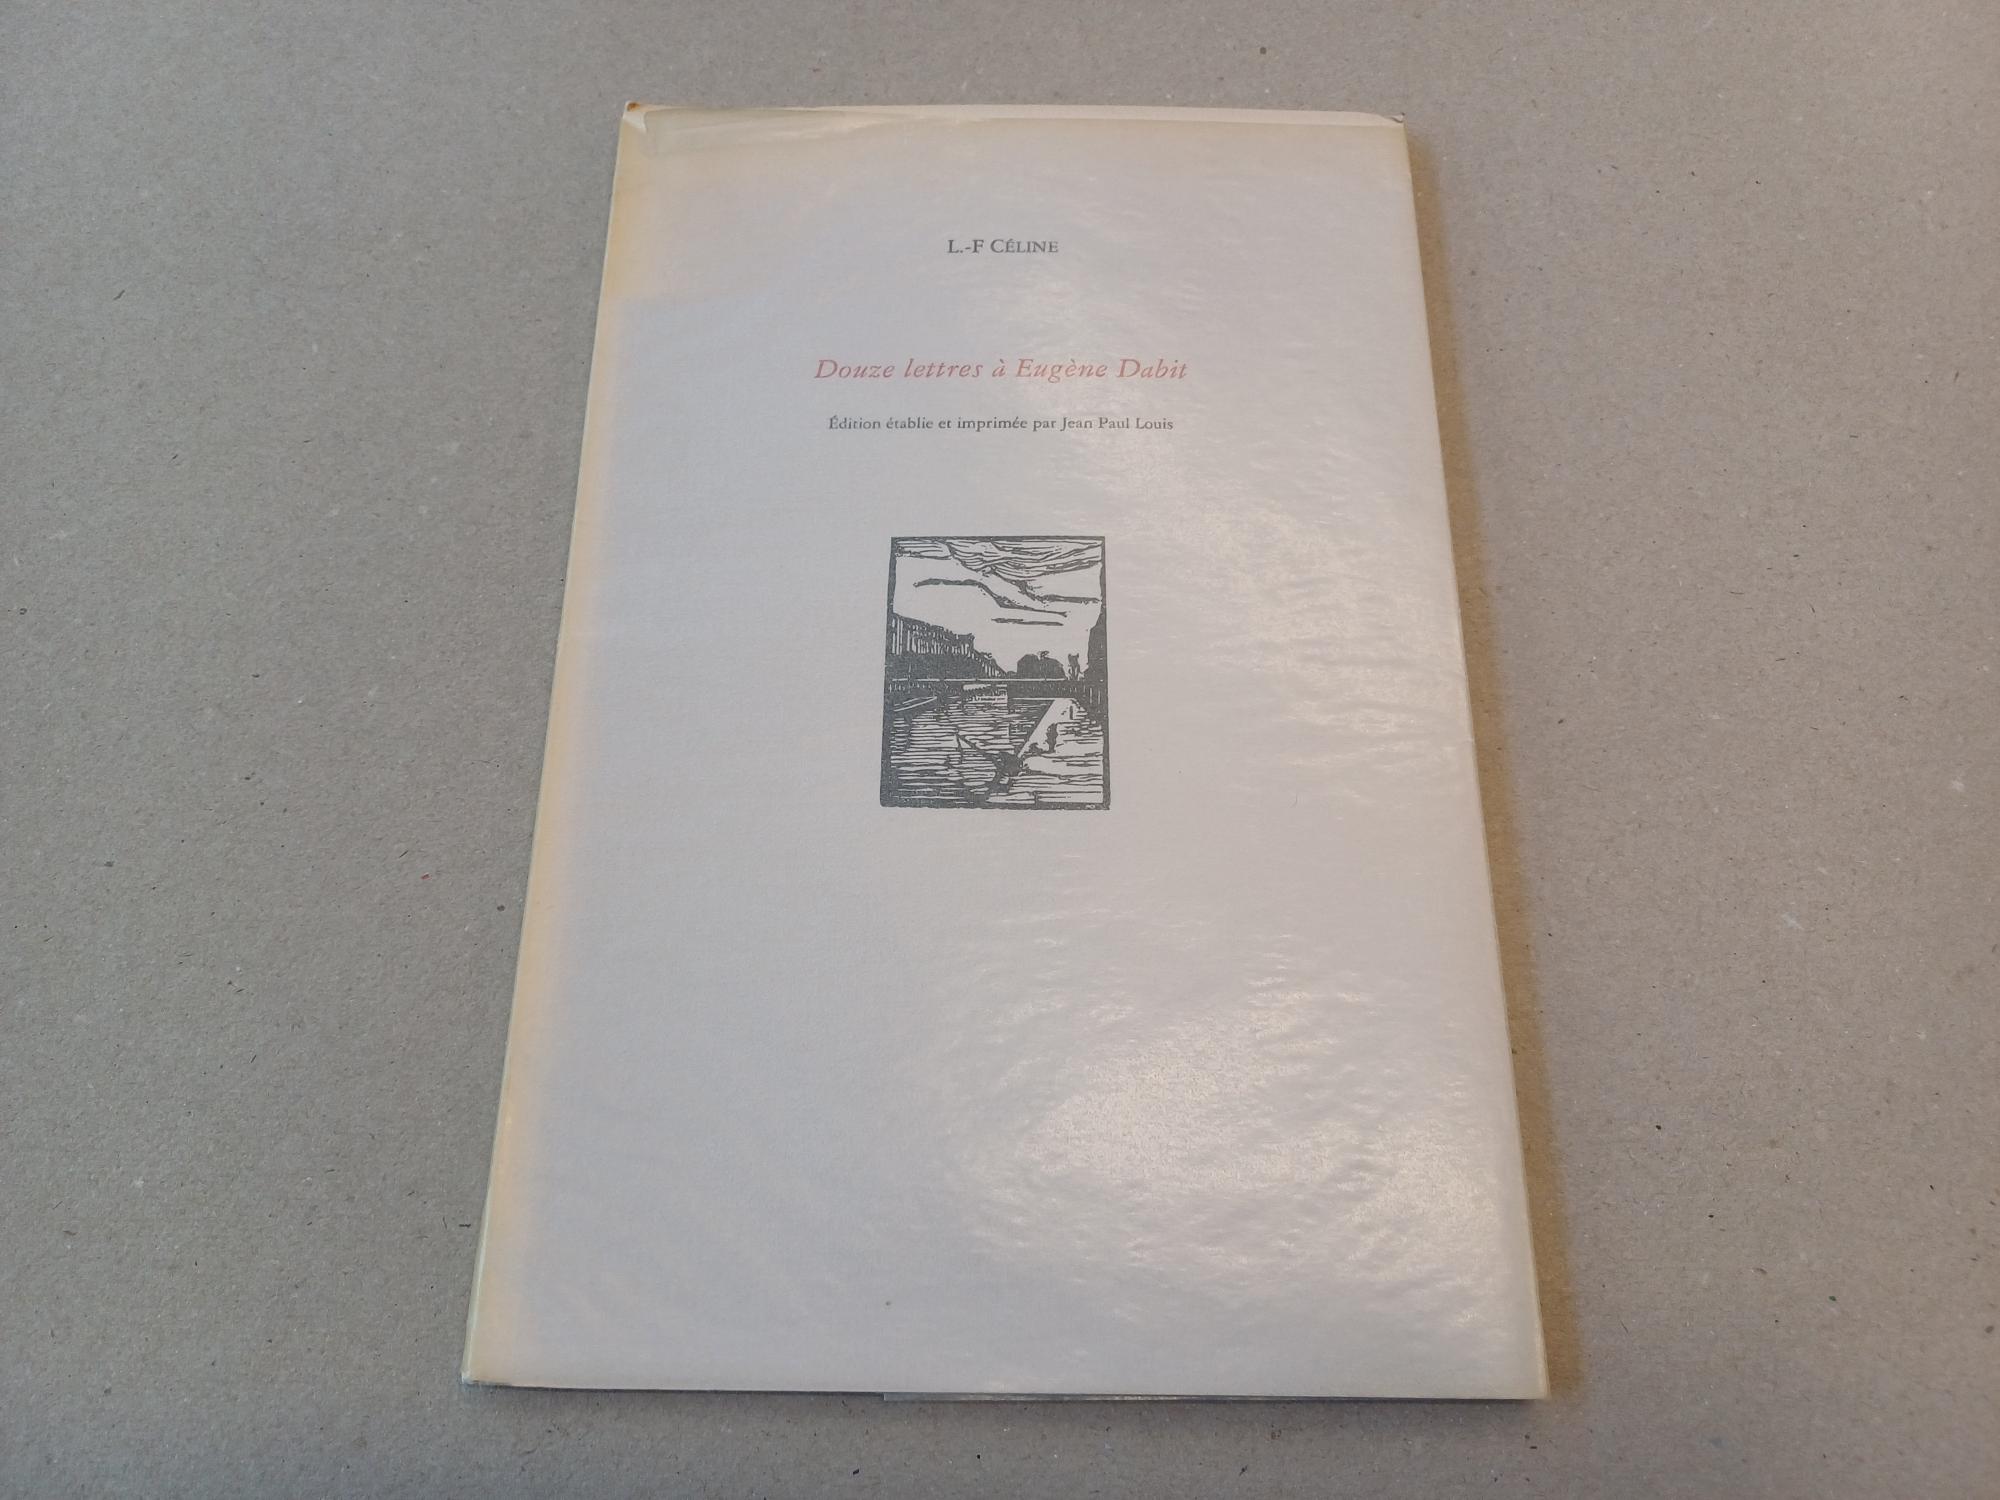 L.-F CÉLINE
Douze lettres à Eugène Dabit
Édition établie et imprimée par Jean Paul Louis